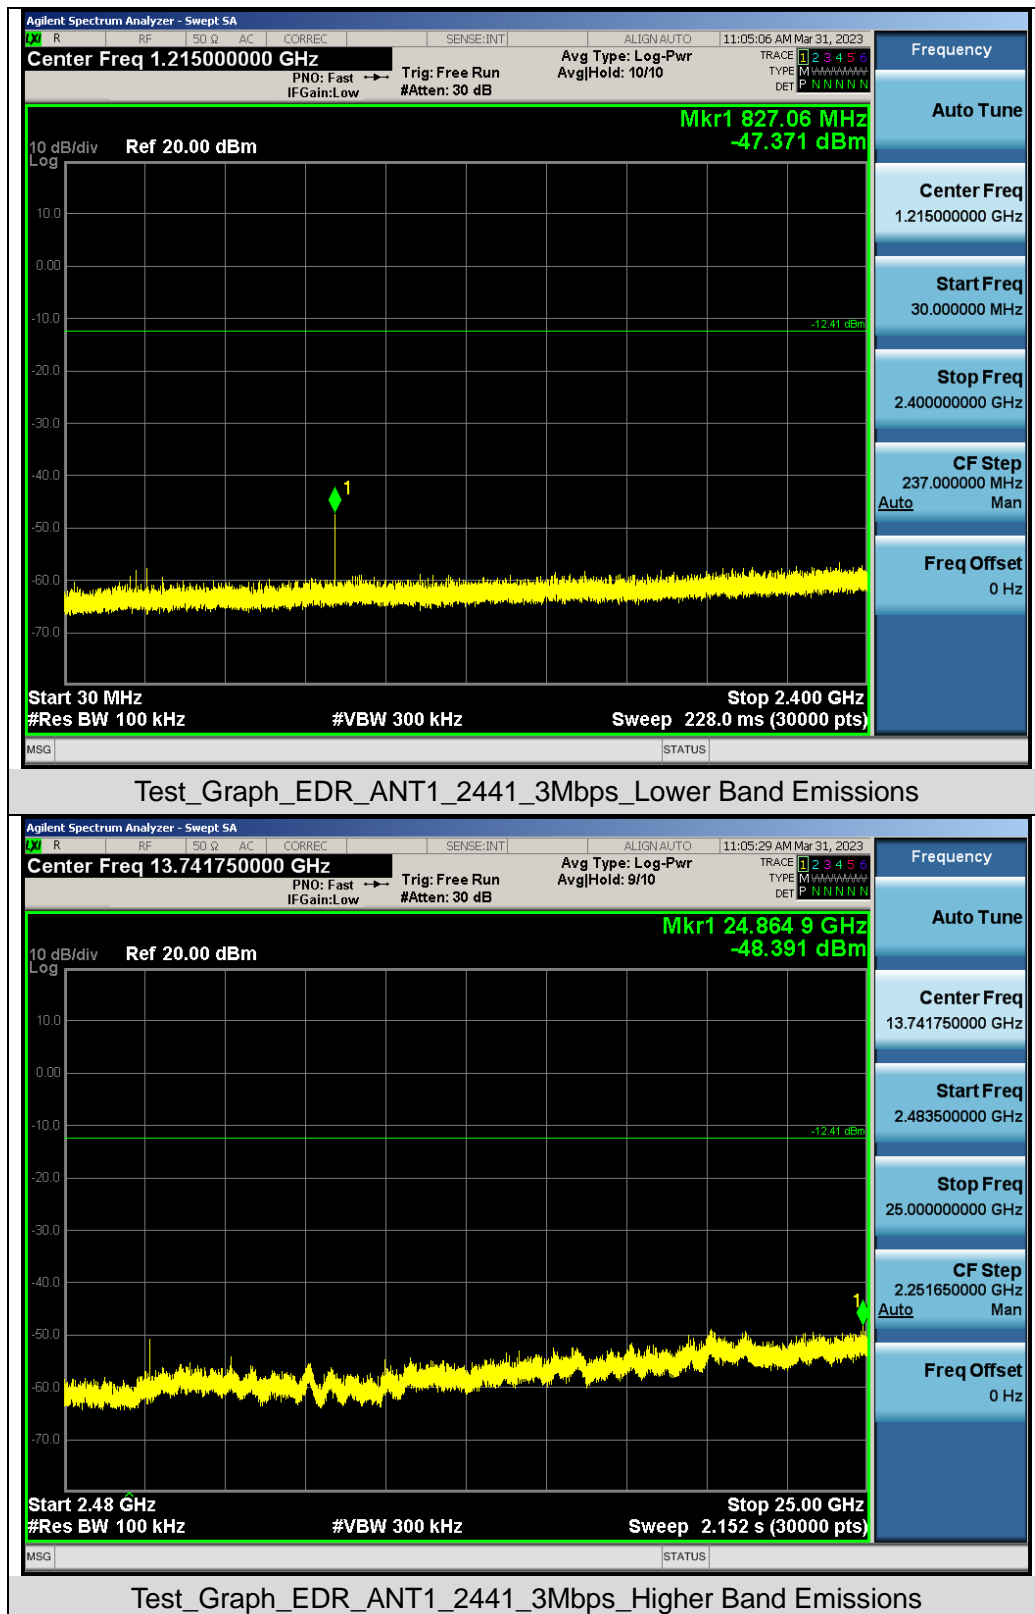 Agilent Spectrum Analyzer - Swept SA
LXI R RF 50 Ω AC CORREC SENSE:INT ALIGN AUTO 11:05:06 AM Mar 31, 2023
Center Freq 1.215000000 GHz
PNO: Fast
IFGain:Low
Trig: Free Run
#Atten: 30 dB
Avg Type: Log-Pwr
Avg|Hold: 10/10
TRACE 1 2 3 4 5 6
TYPE M WWWWW
DET P N N N N N
Frequency
Auto Tune
Center Freq
1.215000000 GHz
Start Freq
30.000000 MHz
Stop Freq
2.400000000 GHz
CF Step
237.000000 MHz
Auto Man
Freq Offset
0 Hz
Mkr1 827.06 MHz
-47.371 dBm
10 dB/div Ref 20.00 dBm
Log
10.0
0.00
-10.0
-12.41 dBm
-20.0
-30.0
-40.0
1
-50.0
-60.0
-70.0
Start 30 MHz Stop 2.400 GHz
#Res BW 100 kHz #VBW 300 kHz Sweep 228.0 ms (30000 pts)
MSG STATUS
Test_Graph_EDR_ANT1_2441_3Mbps_Lower Band Emissions
Agilent Spectrum Analyzer - Swept SA
LXI R RF 50 Ω AC CORREC SENSE:INT ALIGN AUTO 11:05:29 AM Mar 31, 2023
Center Freq 13.741750000 GHz
PNO: Fast
IFGain:Low
Trig: Free Run
#Atten: 30 dB
Avg Type: Log-Pwr
Avg|Hold: 9/10
TRACE 1 2 3 4 5 6
TYPE M WWWWW
DET P N N N N N
Frequency
Auto Tune
Center Freq
13.741750000 GHz
Start Freq
2.483500000 GHz
Stop Freq
25.000000000 GHz
CF Step
2.251650000 GHz
Auto Man
Freq Offset
0 Hz
Mkr1 24.864 9 GHz
-48.391 dBm
10 dB/div Ref 20.00 dBm
Log
10.0
0.00
-10.0
-12.41 dBm
-20.0
-30.0
-40.0
1
-50.0
-60.0
-70.0
Start 2.48 GHz Stop 25.00 GHz
#Res BW 100 kHz #VBW 300 kHz Sweep 2.152 s (30000 pts)
MSG STATUS
Test_Graph_EDR_ANT1_2441_3Mbps_Higher Band Emissions